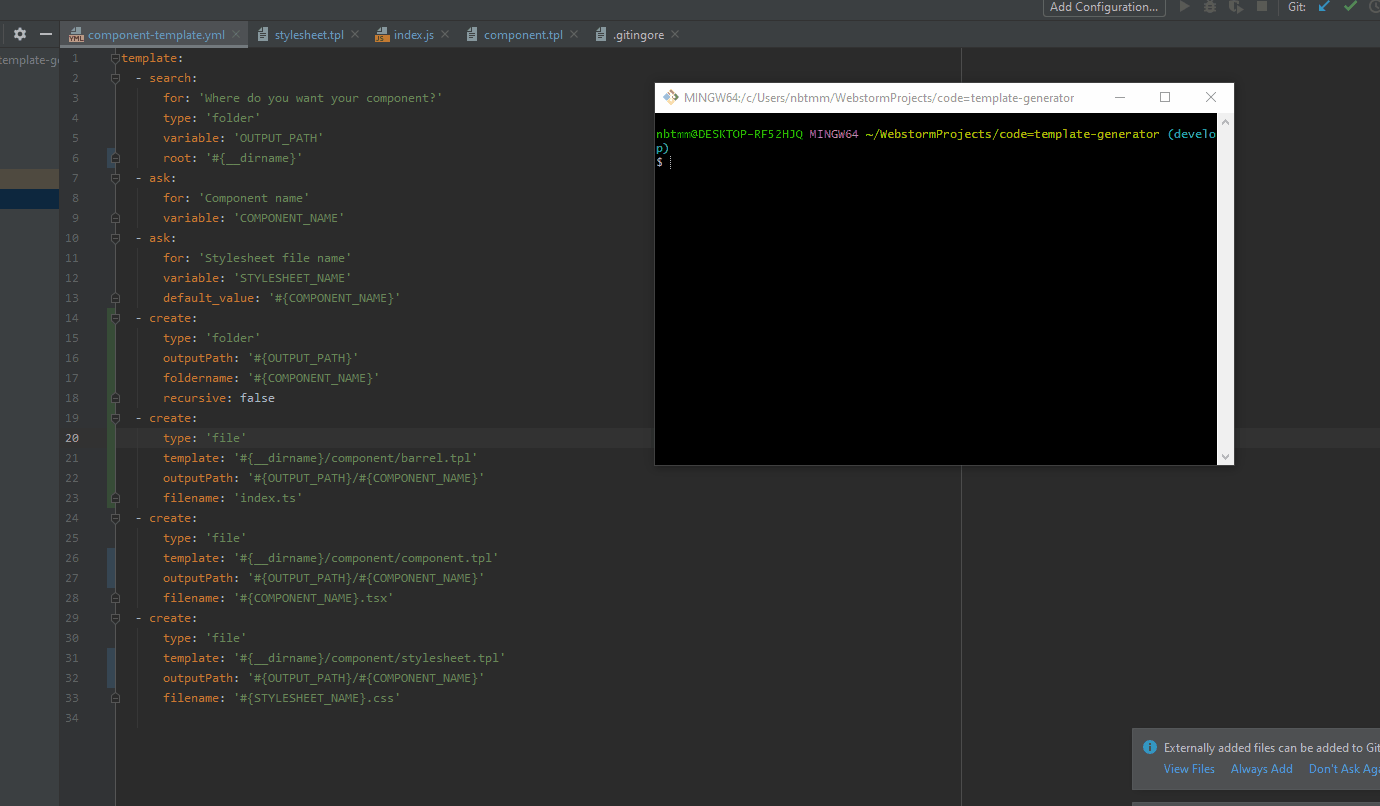 Add Configuration...
Git:
component-template.yml
stylesheet.tpl
index.js
component.tpl
.gitingore
template-g
1 template:
2 - search:
3 for: 'Where do you want your component?'
4 type: 'folder'
5 variable: 'OUTPUT_PATH'
6 root: '#{__dirname}'
7 - ask:
8 for: 'Component name'
9 variable: 'COMPONENT_NAME'
10 - ask:
11 for: 'Stylesheet file name'
12 variable: 'STYLESHEET_NAME'
13 default_value: '#{COMPONENT_NAME}'
14 - create:
15 type: 'folder'
16 outputPath: '#{OUTPUT_PATH}'
17 foldername: '#{COMPONENT_NAME}'
18 recursive: false
19 - create:
20 type: 'file'
21 template: '#{__dirname}/component/barrel.tpl'
22 outputPath: '#{OUTPUT_PATH}/#{COMPONENT_NAME}'
23 filename: 'index.ts'
24 - create:
25 type: 'file'
26 template: '#{__dirname}/component/component.tpl'
27 outputPath: '#{OUTPUT_PATH}/#{COMPONENT_NAME}'
28 filename: '#{COMPONENT_NAME}.tsx'
29 - create:
30 type: 'file'
31 template: '#{__dirname}/component/stylesheet.tpl'
32 outputPath: '#{OUTPUT_PATH}/#{COMPONENT_NAME}'
33 filename: '#{STYLESHEET_NAME}.css'
34
MINGW64:/c/Users/nbtmm/WebstormProjects/code=template-generator
nbtmm@DESKTOP-RF52HJQ MINGW64 ~/WebstormProjects/code=template-generator (develo
p)
$
Externally added files can be added to Git
View Files Always Add Don't Ask Aga